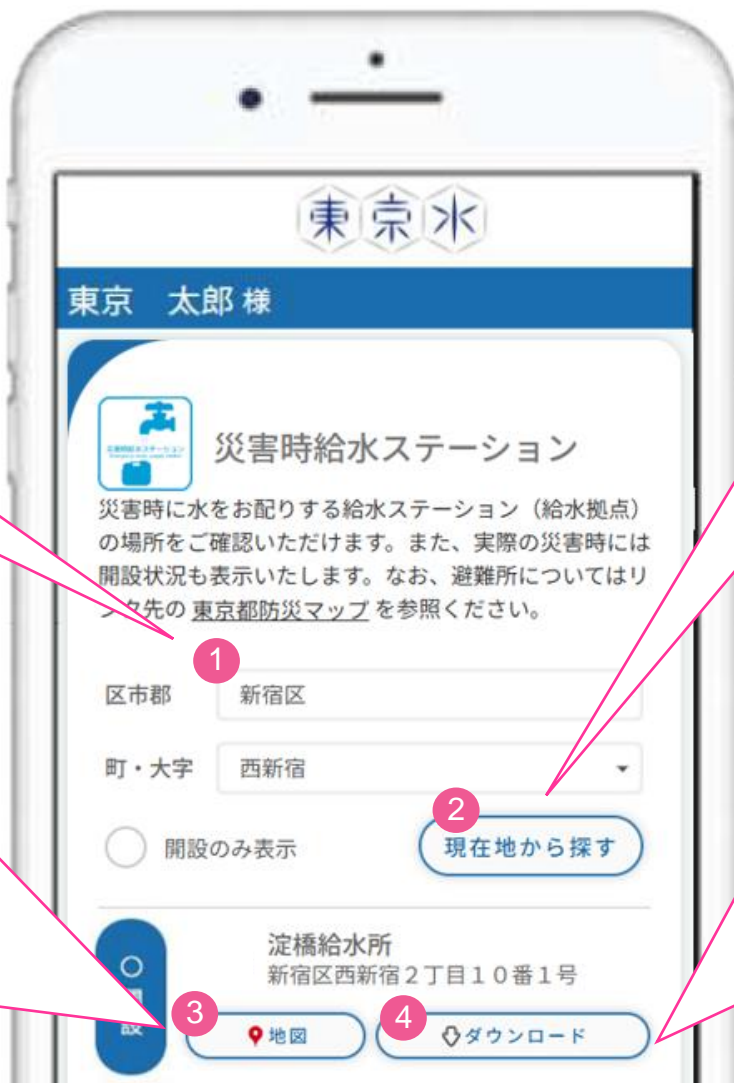 東京水
東京 太郎 様
災害時給水ステーション
災害時に水をお配りする給水ステーション（給水拠点）
の場所をご確認いただけます。また、実際の災害時には
開設状況も表示いたします。なお、避難所についてはリ
ンク先の 東京都防災マップ を参照ください。
1
区市郡 新宿区
町・大字 西新宿
開設のみ表示
2
現在地から探す
淀橋給水所
新宿区西新宿２丁目１０番１号
3
地図
4
ダウンロード